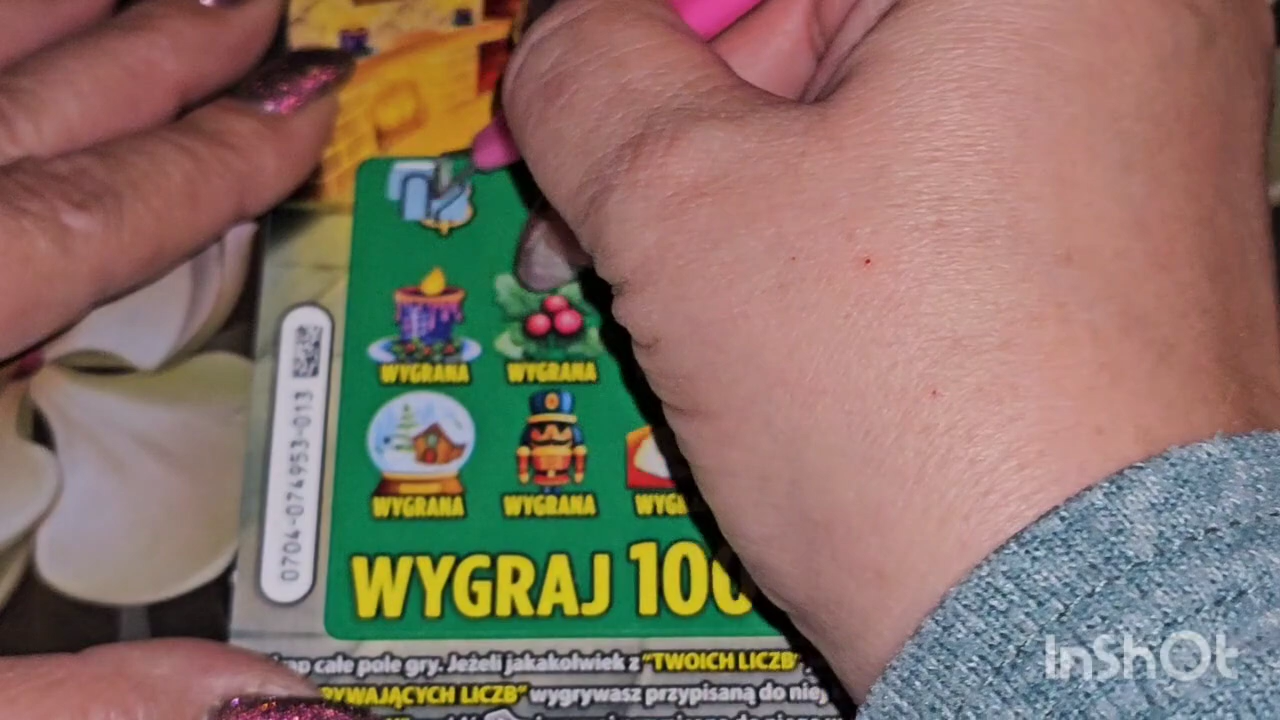 WYGRANA WYGRANA
WYGRANA WYGRANA
0704-074953-013
WYGRAJ 100
całe pole gry. Jeżeli jakakolwiek z "TWOICH LICZB"
RYWAJĄCYCH LICZB" wygrywasz przypisaną do niej
InShOt